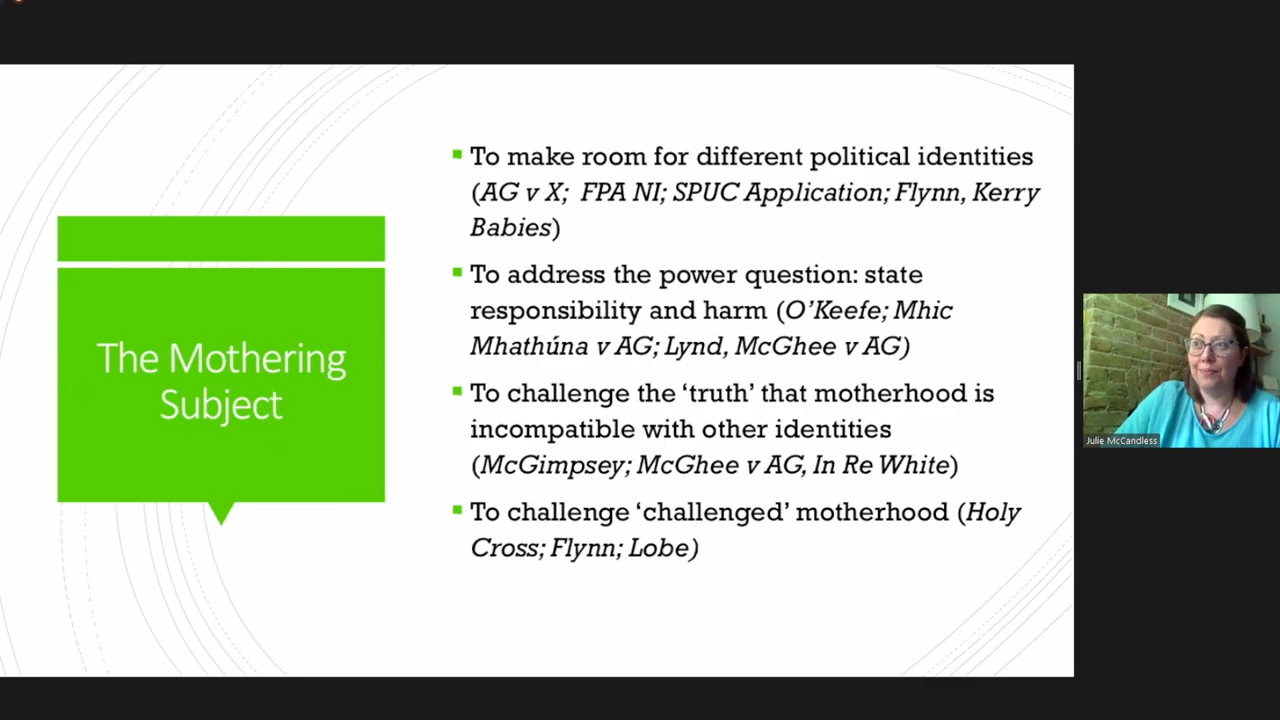 The Mothering
Subject
To make room for different political identities
(AG v X; FPA NI; SPUC Application; Flynn, Kerry
Babies)
To address the power question: state
responsibility and harm (O’Keefe; Mhic
Mhathúna v AG; Lynd, McGhee v AG)
To challenge the ‘truth’ that motherhood is
incompatible with other identities
(McGimpsey; McGhee v AG, In Re White)
To challenge ‘challenged’ motherhood (Holy
Cross; Flynn; Lobe)
Julie McCandless